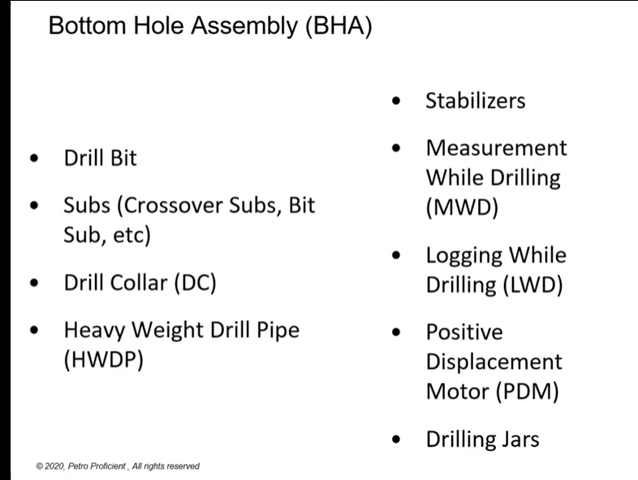 Bottom Hole Assembly (BHA)
• Drill Bit
• Subs (Crossover Subs, Bit
Sub, etc)
• Drill Collar (DC)
• Heavy Weight Drill Pipe
(HWDP)
• Stabilizers
• Measurement
While Drilling
(MWD)
• Logging While
Drilling (LWD)
• Positive
Displacement
Motor (PDM)
• Drilling Jars
© 2020, Petro Proficient , All rights reserved